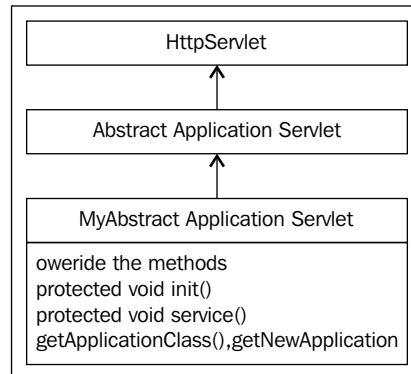 HttpServlet
Abstract Application Servlet
MyAbstract Application Servlet
oweride the methods
protected void init()
protected void service()
getApplicationClass(),getNewApplication